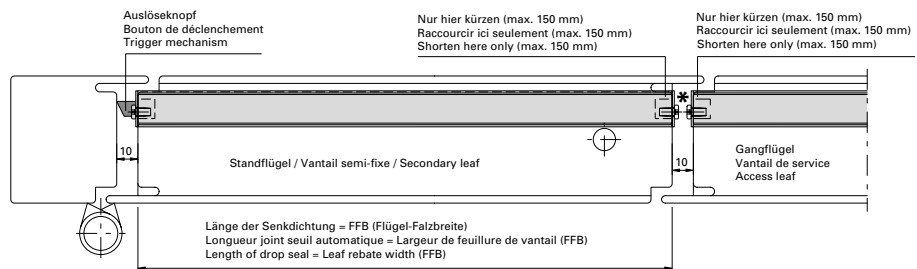 Auslöseknopf
Bouton de déclenchement
Trigger mechanism
Nur hier kürzen (max. 150 mm)
Raccourcir ici seulement (max. 150 mm)
Shorten here only (max. 150 mm)
Nur hier kürzen (max. 150 mm)
Raccourcir ici seulement (max. 150 mm)
Shorten here only (max. 150 mm)
*
10
Standflügel / Vantail semi-fixe / Secondary leaf
10
Gangflügel
Vantail de service
Access leaf
Länge der Senkdichtung = FFB (Flügel-Falzbreite)
Longueur joint seuil automatique = Largeur de feuillure de vantail (FFB)
Length of drop seal = Leaf rebate width (FFB)